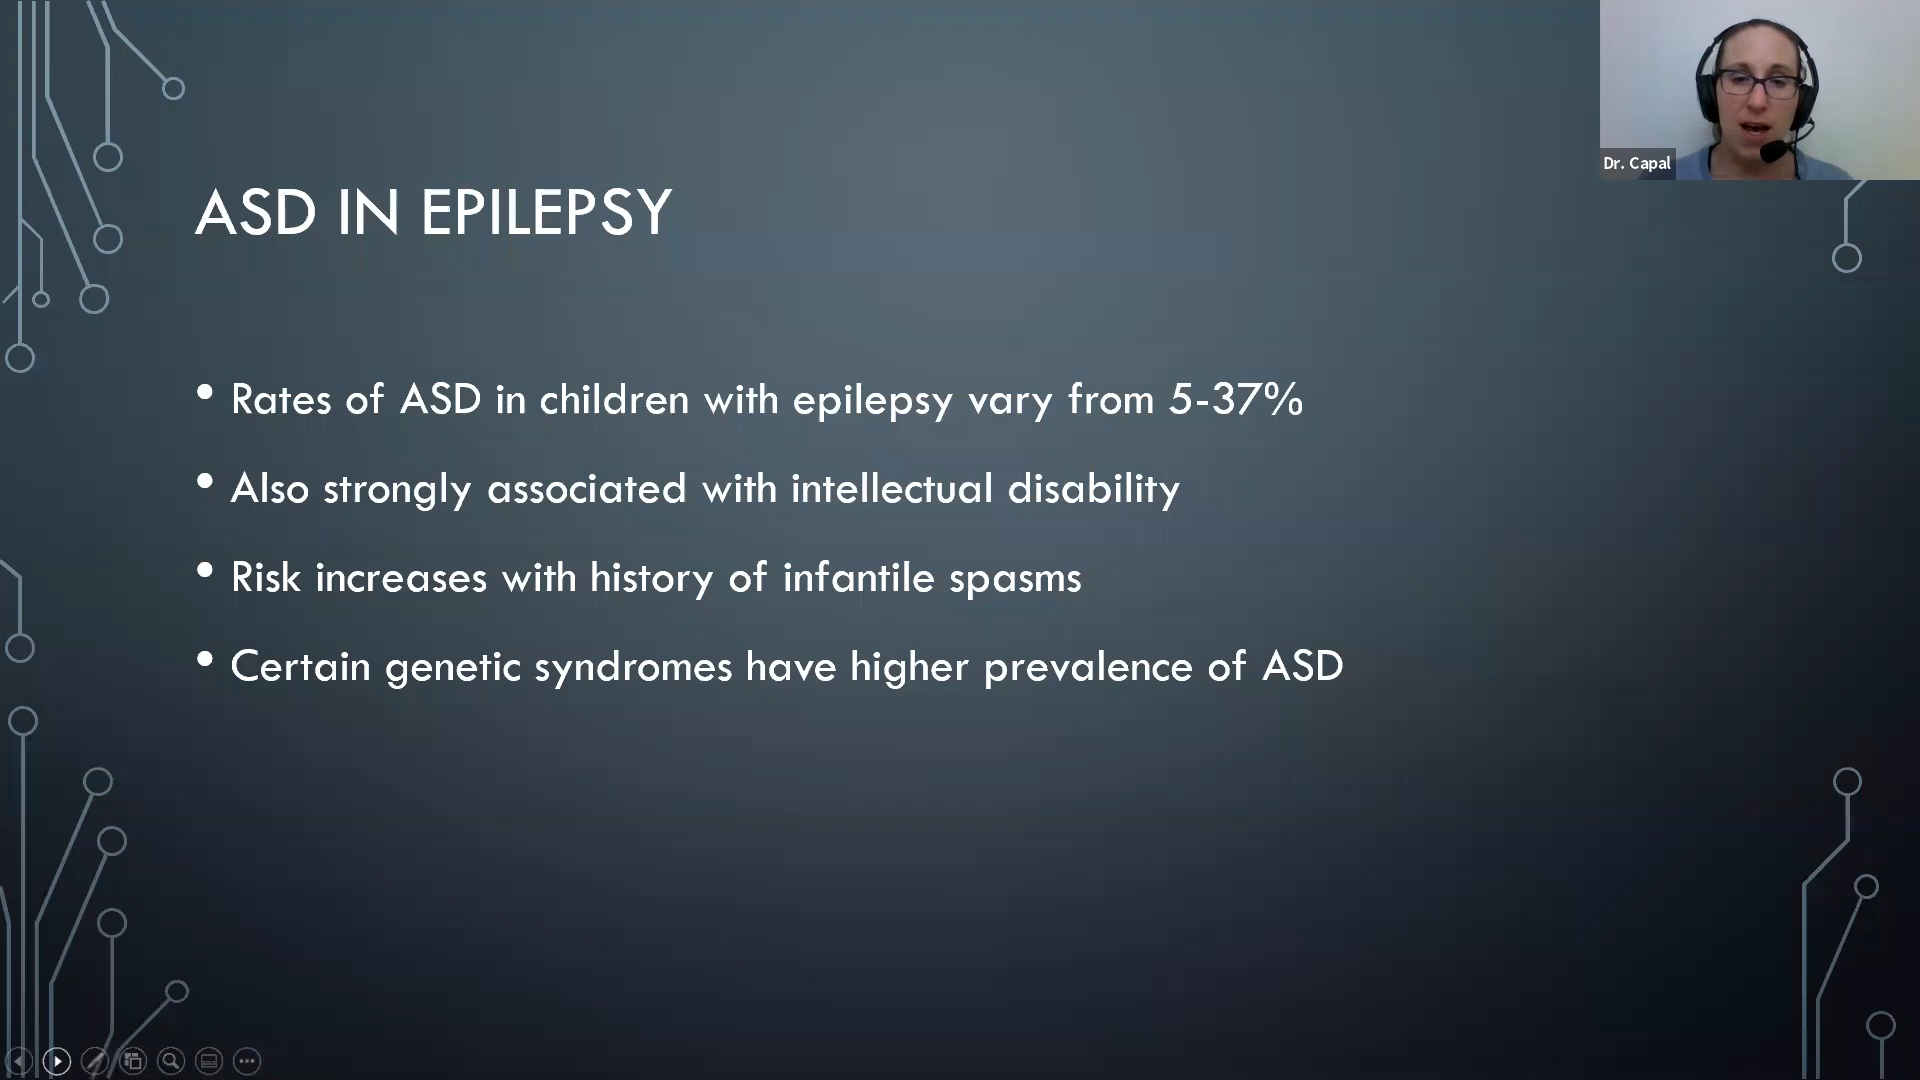 Dr. Capal
ASD IN EPILEPSY
• Rates of ASD in children with epilepsy vary from 5-37%
• Also strongly associated with intellectual disability
• Risk increases with history of infantile spasms
• Certain genetic syndromes have higher prevalence of ASD